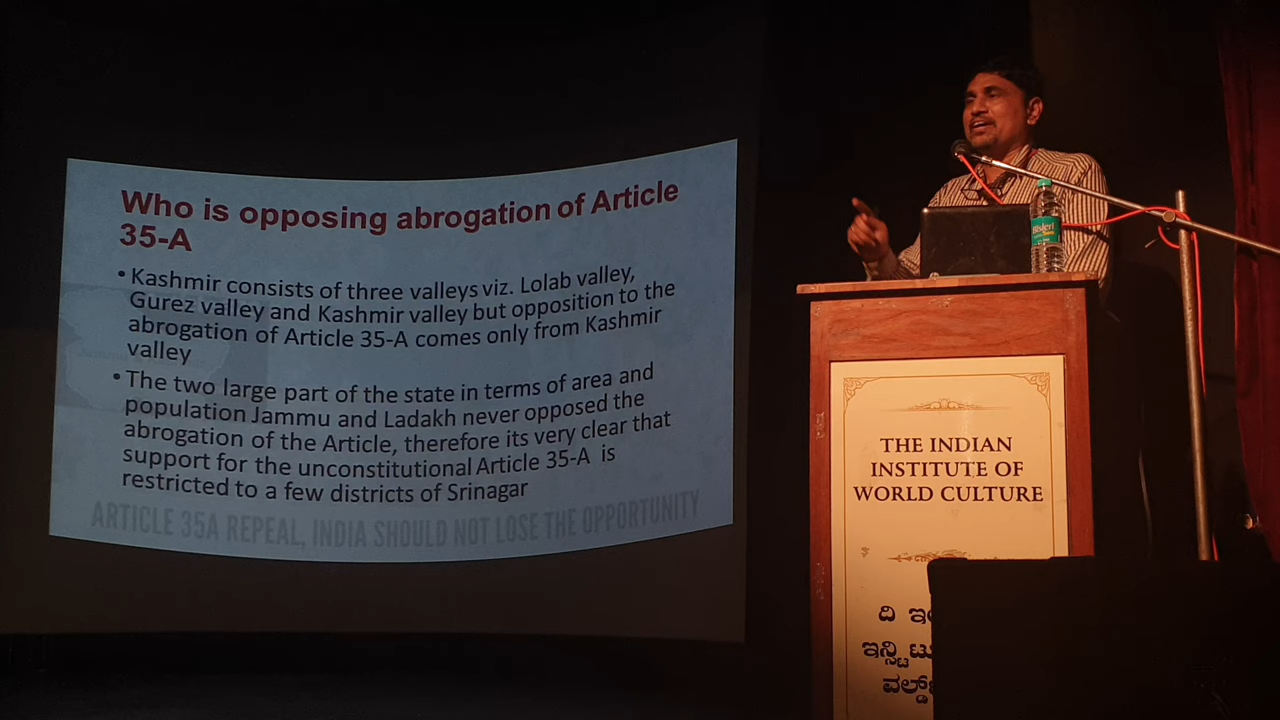 Who is opposing abrogation of Article
35-A
• Kashmir consists of three valleys viz. Lolab valley,
Gurez valley and Kashmir valley but opposition to the
abrogation of Article 35-A comes only from Kashmir
valley
• The two large part of the state in terms of area and
population Jammu and Ladakh never opposed the
abrogation of the Article, therefore its very clear that
support for the unconstitutional Article 35-A is
restricted to a few districts of Srinagar
ARTICLE 35A REPEAL, INDIA SHOULD NOT LOSE THE OPPORTUNITY
Bisleri
THE INDIAN
INSTITUTE OF
WORLD CULTURE
ದಿ